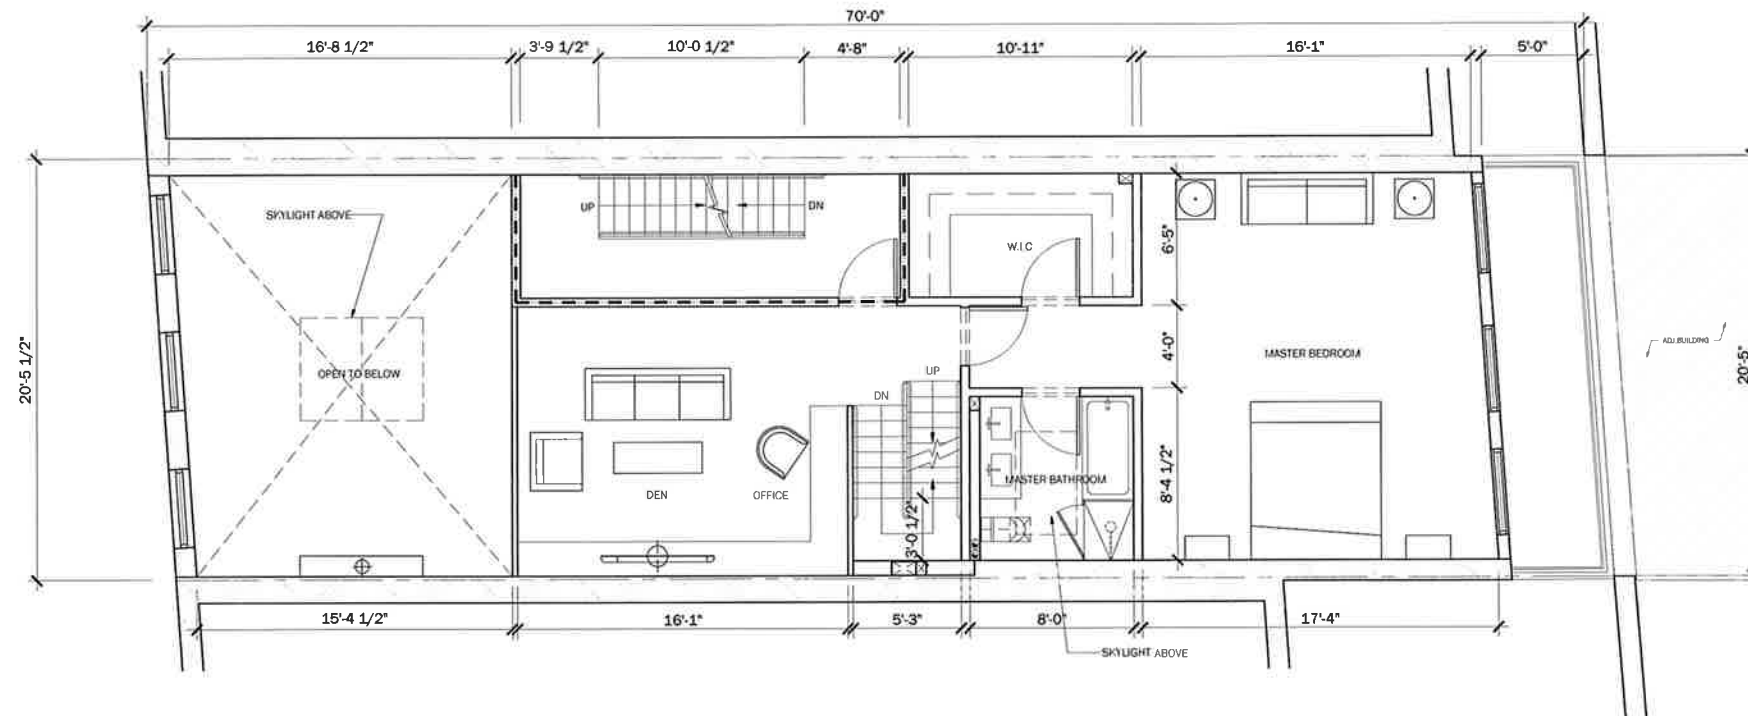 70'-0"
16'-8 1/2" 3'-9 1/2" 10'-0 1/2" 4'-8" 10'-11" 16'-1" 5'-0"
SKYLIGHT ABOVE
UP
DN
W.I.C
6'-5"
20'-5 1/2"
OPEN TO BELOW
UP
DN
4'-0"
MASTER BEDROOM
ADJ.BUILDING
20'-5"
DEN
OFFICE
MASTER BATHROOM
8'-4 1/2"
3'-0 1/2"
15'-4 1/2" 16'-1" 5'-3" 8'-0" 17'-4"
SKYLIGHT ABOVE